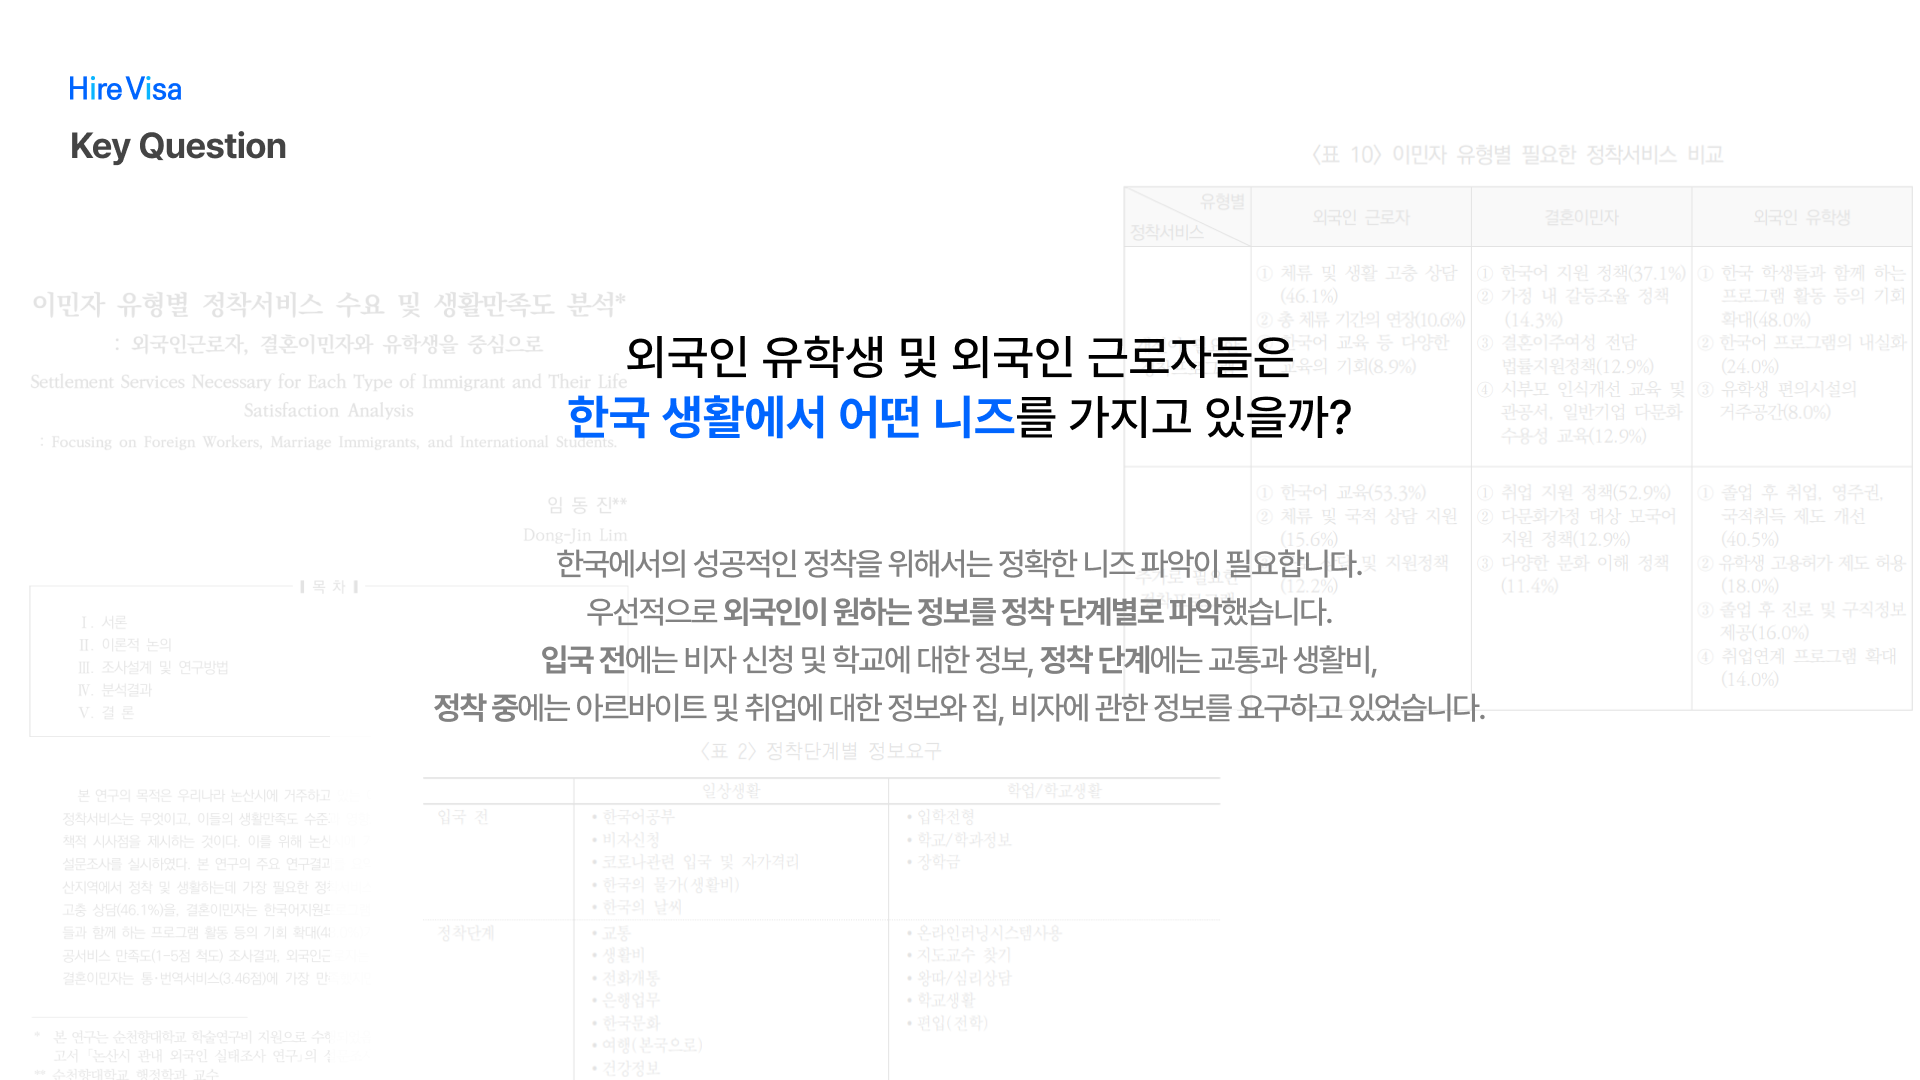 HireVisa
Key Question
외국인 유학생 및 외국인 근로자들은
한국 생활에서 어떤 니즈를 가지고 있을까?
한국에서의 성공적인 정착을 위해서는 정확한 니즈 파악이 필요합니다.
우선적으로 외국인이 원하는 정보를 정착 단계별로 파악했습니다.
입국 전에는 비자 신청 및 학교에 대한 정보, 정착 단계에는 교통과 생활비,
정착 중에는 아르바이트 및 취업에 대한 정보와 집, 비자에 관한 정보를 요구하고 있었습니다.
이민자 유형별 정착서비스 수요 및 생활만족도 분석*
: 외국인근로자, 결혼이민자와 유학생을 중심으로
Settlement Services Necessary for Each Type of Immigrant and Their Life
Satisfaction Analysis
: Focusing on Foreign Workers, Marriage Immigrants, and International Students.
임 동 진**
Dong-Jin Lim
목 차
Ⅰ. 서론
Ⅱ. 이론적 논의
Ⅲ. 조사설계 및 연구방법
Ⅳ. 분석결과
Ⅴ. 결 론
본 연구의 목적은 우리나라 논산시에 거주하고
정착서비스는 무엇이고, 이들의 생활만족도 수준
책적 시사점을 제시하는 것이다. 이를 위해 논산
설문조사를 실시하였다. 본 연구의 주요 연구결과
산지역에서 정착 및 생활하는데 가장 필요한 정
고충 상담(46.1%)을, 결혼이민자는 한국어지원
들과 함께 하는 프로그램 활동 등의 기회 확대(4
공서비스 만족도(1-5점 척도) 조사결과, 외국인근
결혼이민자는 통·번역서비스(3.46점)에 가장 만
* 본 연구는 순천향대학교 학술연구비 지원으로 수
고서 「논산시 관내 외국인 실태조사 연구」의
** 순천향대학교 행정학과 교수
〈표 10〉 이민자 유형별 필요한 정착서비스 비교
유형별
정착서비스
외국인 근로자
결혼이민자
외국인 유학생
① 체류 및 생활 고충 상담
(46.1%)
② 총 체류 기간의 연장(10.6%)
한국어 교육 등 다양한
교육의 기회(8.9%)
① 한국어 지원 정책(37.1%)
② 가정 내 갈등조율 정책
(14.3%)
③ 결혼이주여성 전담
법률지원정책(12.9%)
④ 시부모 인식개선 교육 및
관공서, 일반기업 다문화
수용성 교육(12.9%)
① 한국 학생들과 함께 하는
프로그램 활동 등의 기회
확대(48.0%)
② 한국어 프로그램의 내실화
(24.0%)
③ 유학생 편의시설의
거주공간(8.0%)
추가로 필요한
① 한국어 교육(53.3%)
② 체류 및 국적 상담 지원
(15.6%)
및 지원정책
(12.2%)
① 취업 지원 정책(52.9%)
② 다문화가정 대상 모국어
지원 정책(12.9%)
③ 다양한 문화 이해 정책
(11.4%)
① 졸업 후 취업, 영주권,
국적취득 제도 개선
(40.5%)
② 유학생 고용허가 제도 허용
(18.0%)
③ 졸업 후 진로 및 구직정보
제공(16.0%)
④ 취업연계 프로그램 확대
(14.0%)
〈표 2〉 정착단계별 정보요구
일상생활
학업/학교생활
입국 전
• 한국어공부
• 비자신청
• 코로나관련 입국 및 자가격리
• 한국의 물가(생활비)
• 한국의 날씨
• 입학전형
• 학교/학과정보
• 장학금
정착단계
• 교통
• 생활비
• 전화개통
• 은행업무
• 한국문화
• 여행(본국으로)
• 건강정보
• 온라인러닝시스템사용
• 지도교수 찾기
• 왕따/심리상담
• 학교생활
• 편입(전학)